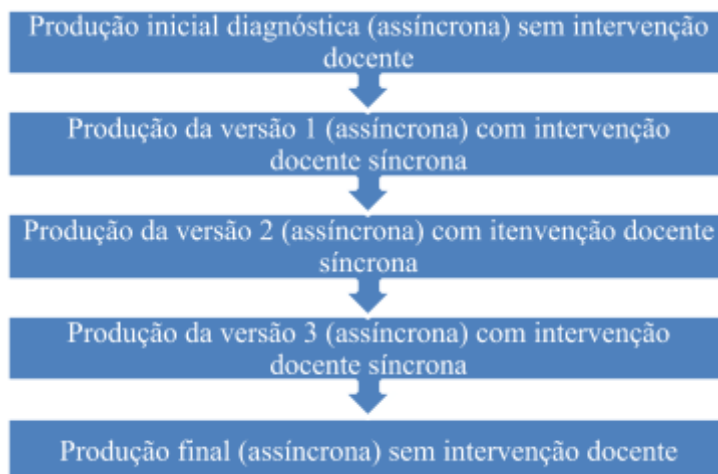 Produção inicial diagnóstica (assíncrona) sem intervenção
docente
Produção da versão 1 (assíncrona) com intervenção
docente síncrona
Produção da versão 2 (assíncrona) com itenvenção docente
síncrona
Produção da versão 3 (assíncrona) com intervenção
docente síncrona
Produção final (assíncrona) sem intervenção docente